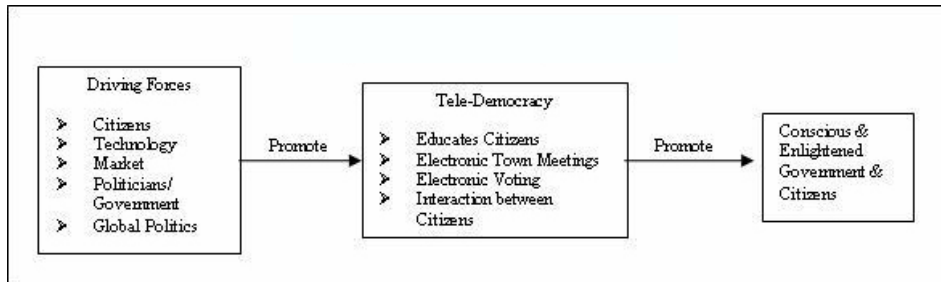 Driving Forces
➢ Citizens
➢ Technology
➢ Market
➢ Politicians/
Government
➢ Global Politics
Promote
Tele-Democracy
➢ Educates Citizens
➢ Electronic Town Meetings
➢ Electronic Voting
➢ Interaction between
Citizens
Promote
Conscious &
Enlightened
Government &
Citizens